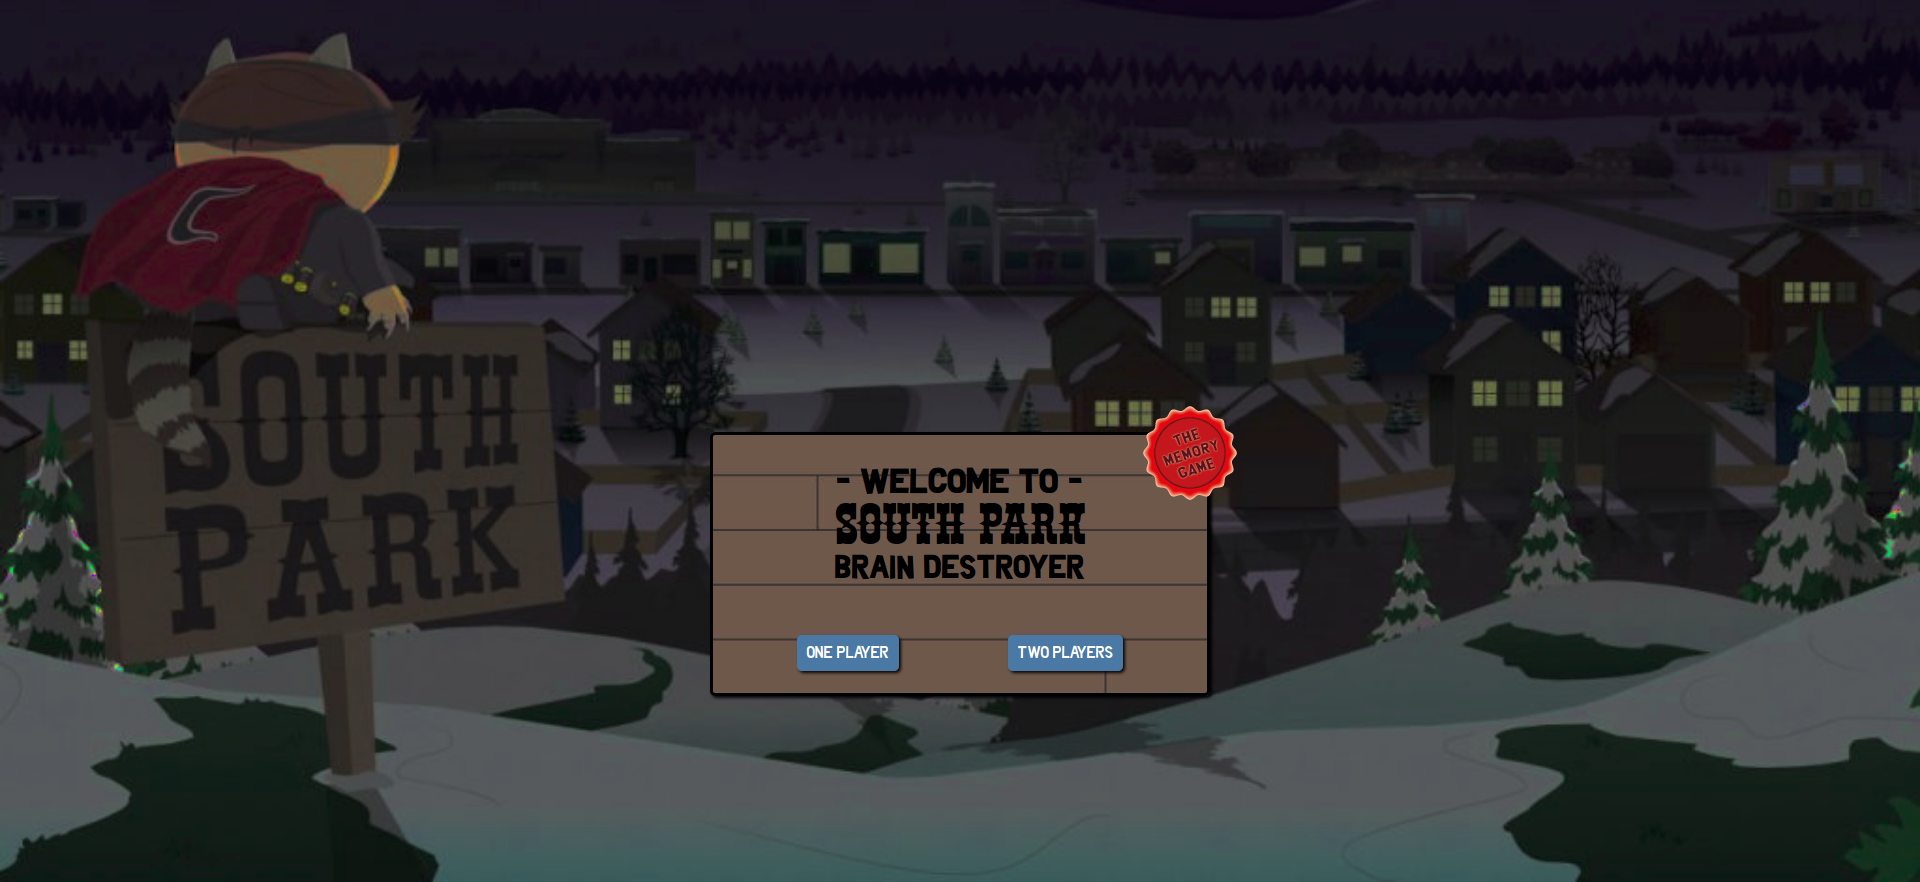 SOUTH
PARK
THE
MEMORY
GAME
- WELCOME TO -
SOUTH PARK
BRAIN DESTROYER
ONE PLAYER
TWO PLAYERS